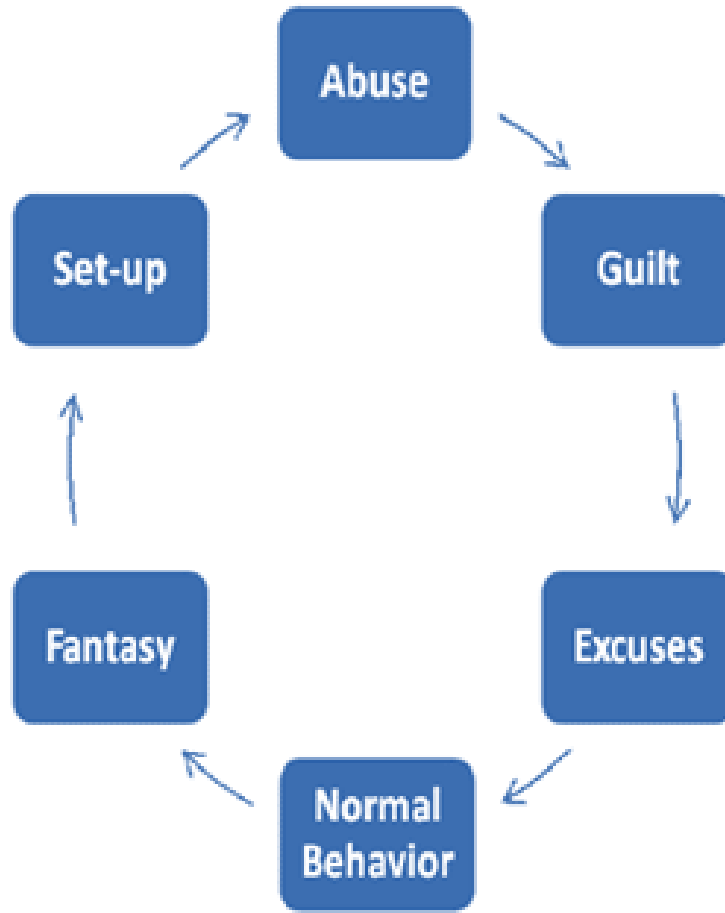 Abuse
Guilt
Excuses
Normal
Behavior
Fantasy
Set-up